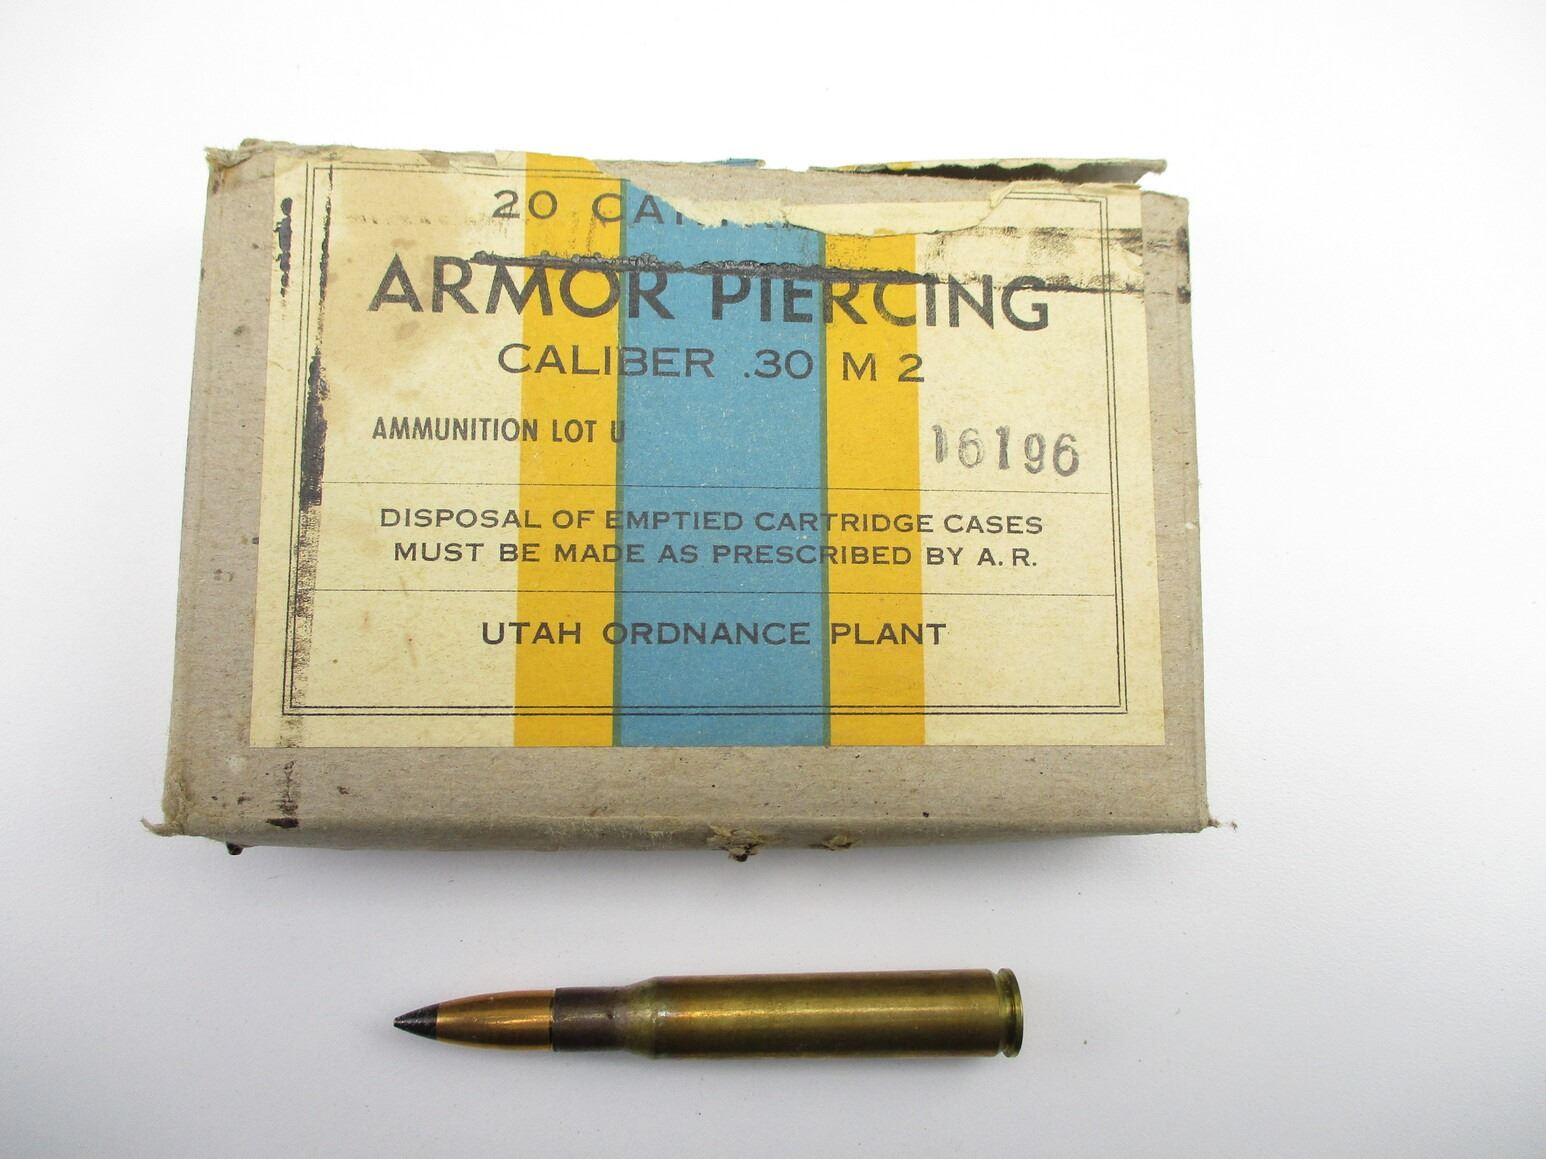 20
ARMOR PIERCING
CALIBER .30 M 2
AMMUNITION LOT U 16196
DISPOSAL OF EMPTIED CARTRIDGE CASES
MUST BE MADE AS PRESCRIBED BY A. R.
UTAH ORDNANCE PLANT